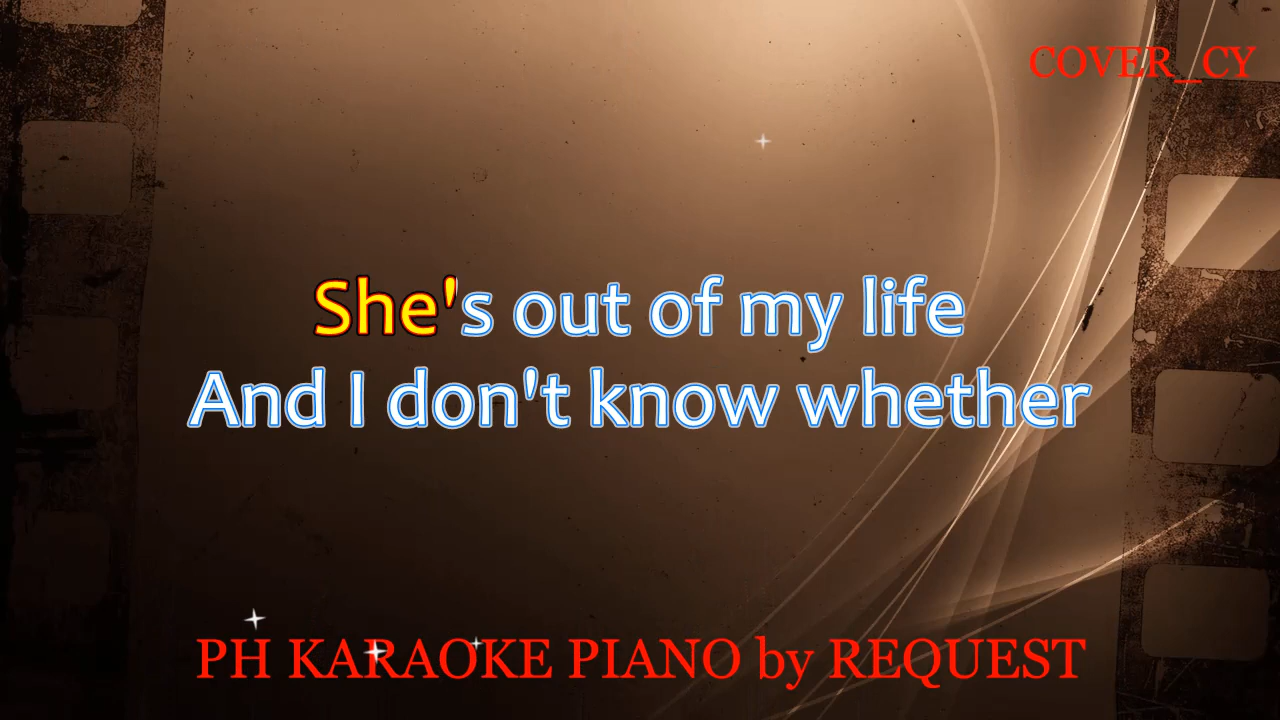 COVER_CY
She's out of my life
And I don't know whether
PH KARAOKE PIANO by REQUEST